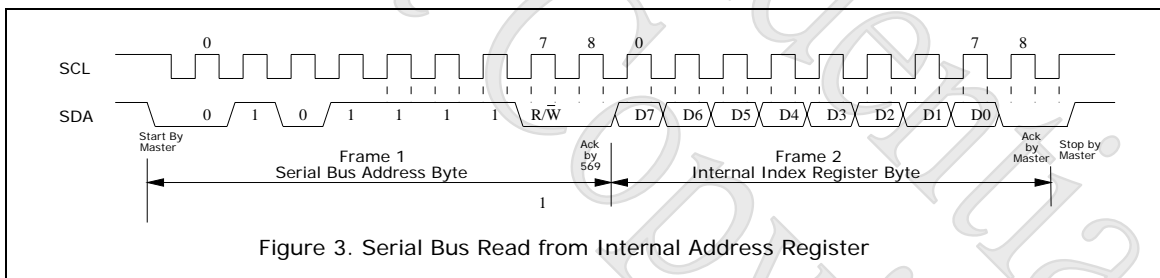 0 7 8 0 7 8
SCL
SDA
0 1 0 1 1 1 1 R/W D7 D6 D5 D4 D3 D2 D1 D0
Start By
Master
Ack
by
569
Ack
by
Master
Stop by
Master
Frame 1
Serial Bus Address Byte
Frame 2
Internal Index Register Byte
1
Figure 3. Serial Bus Read from Internal Address Register